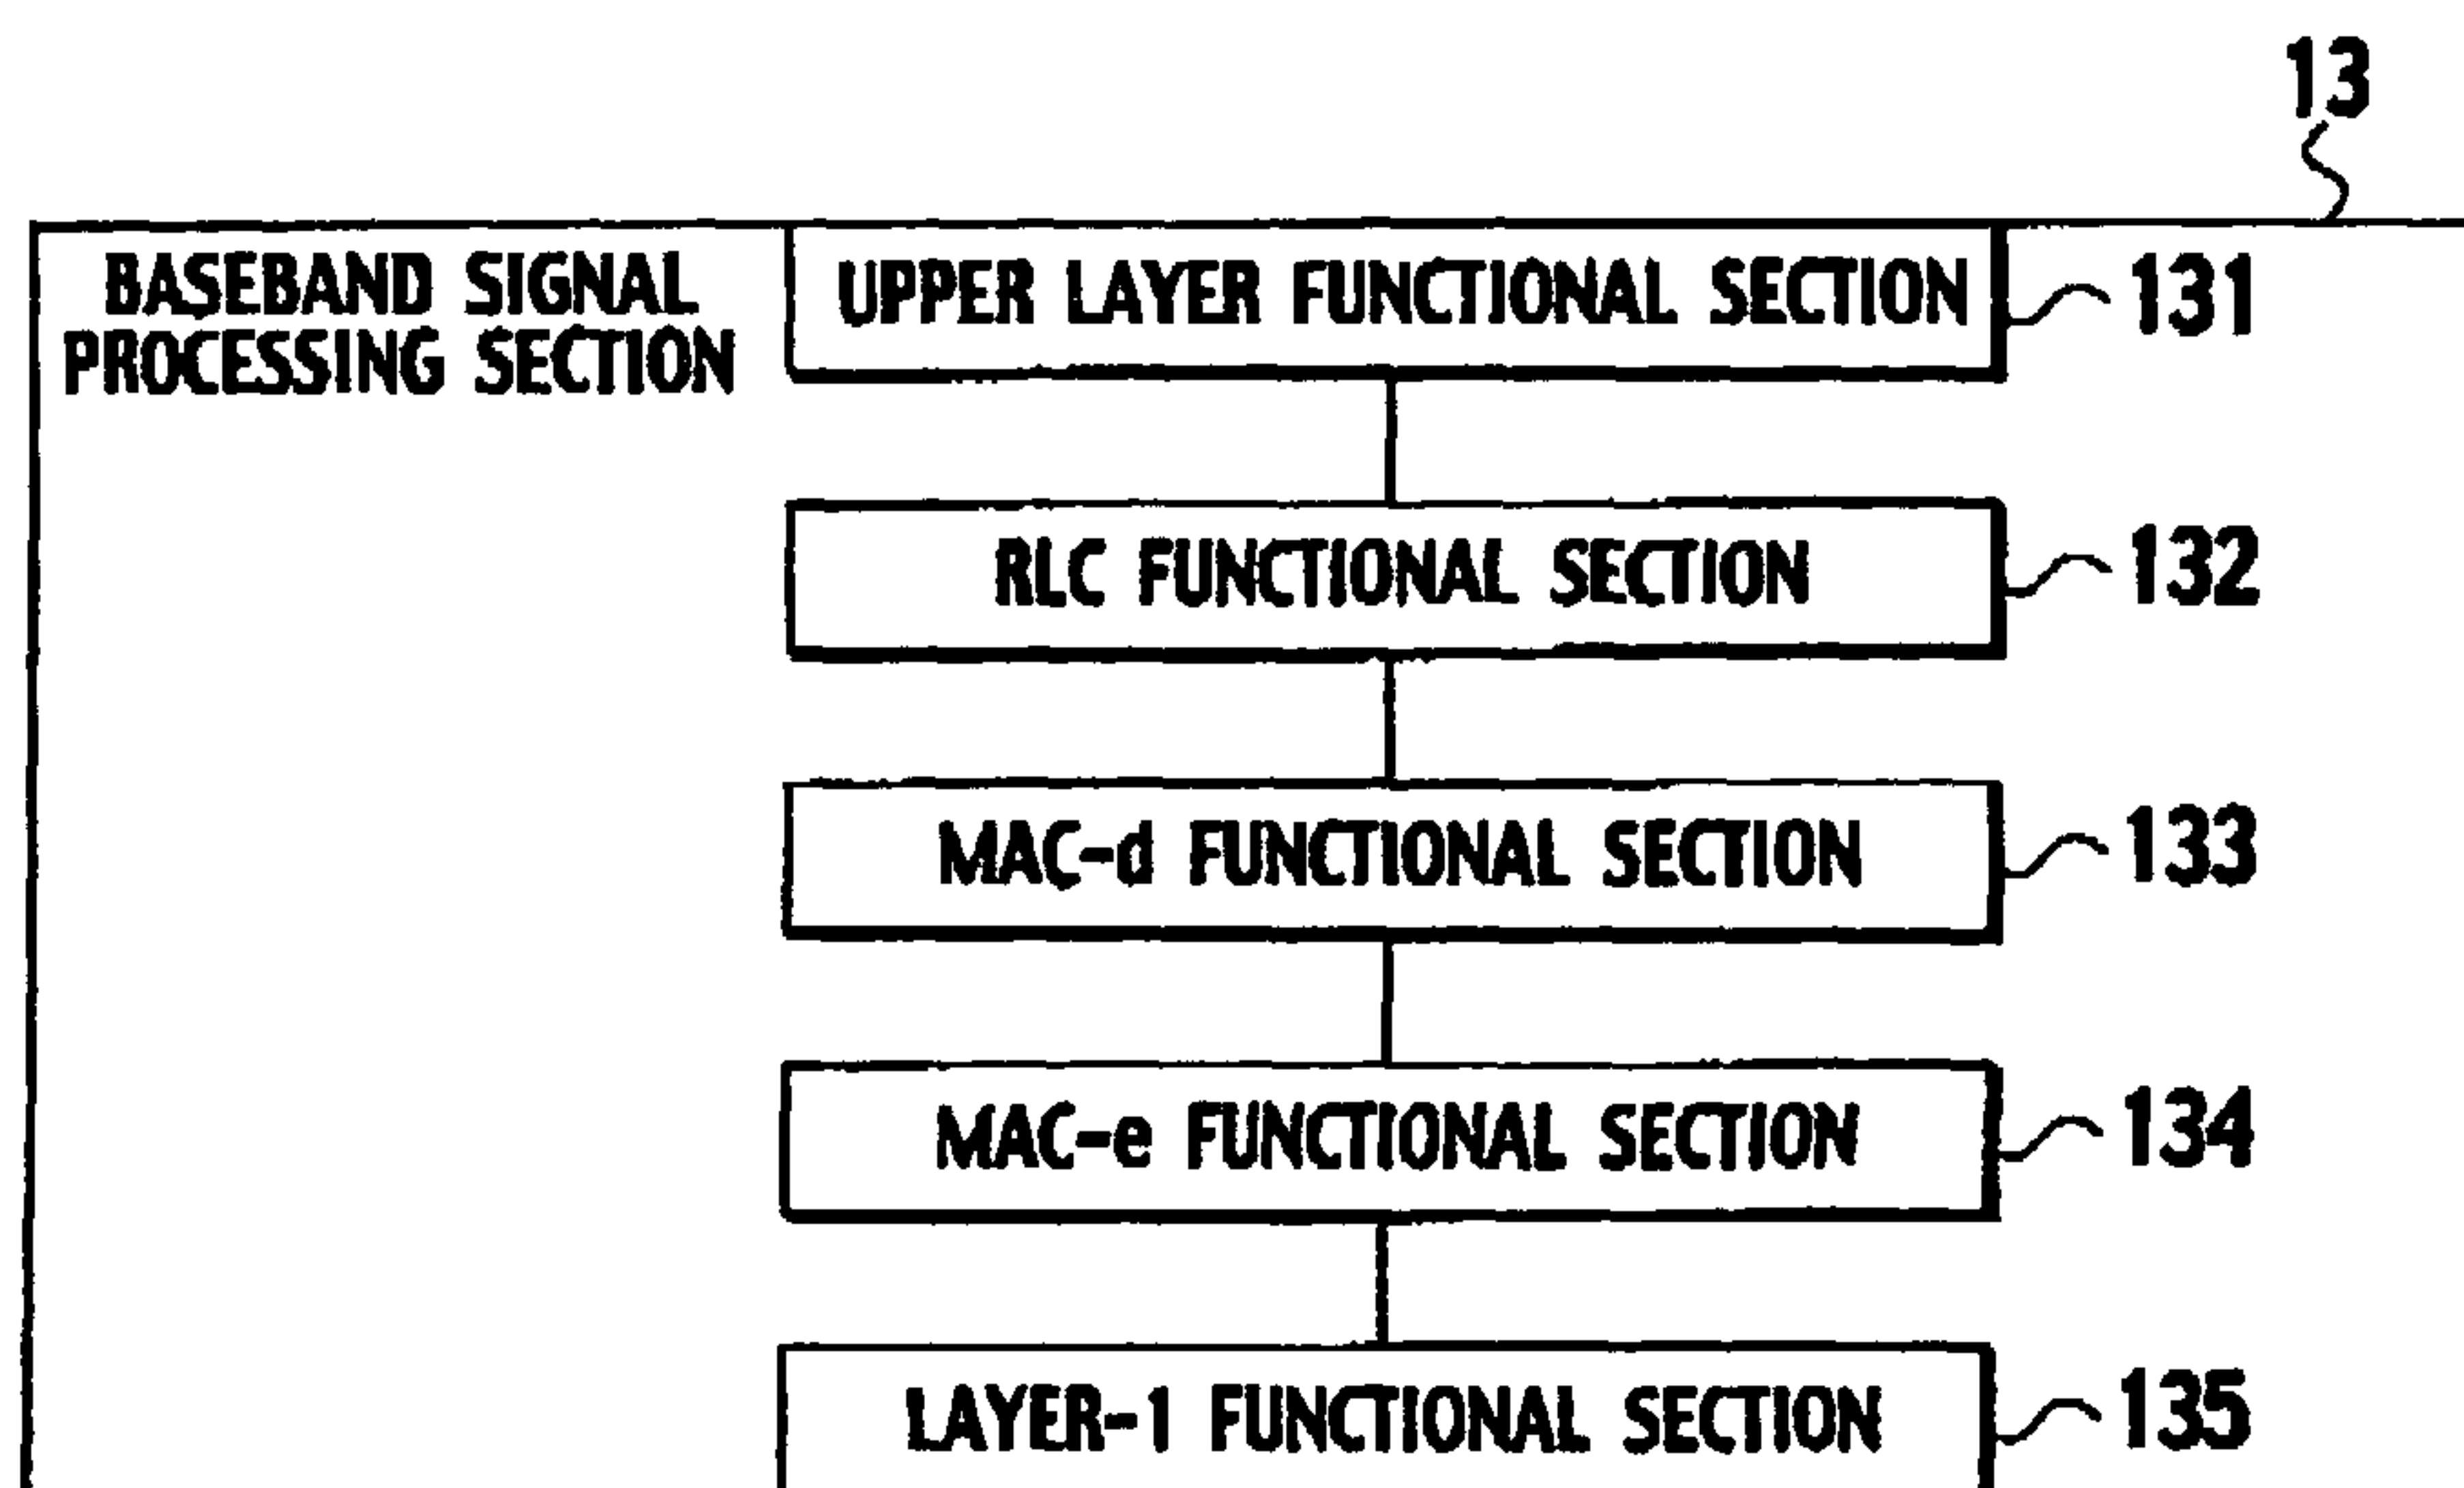 13
BASEBAND SIGNAL
PROCESSING SECTION
UPPER LAYER FUNCTIONAL SECTION
131
RLC FUNCTIONAL SECTION
132
MAC-d FUNCTIONAL SECTION
133
MAC-e FUNCTIONAL SECTION
134
LAYER-1 FUNCTIONAL SECTION
135